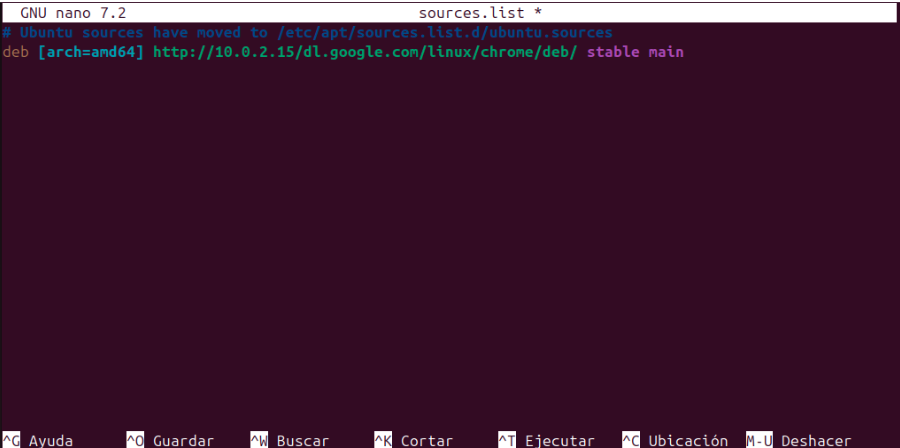 GNU nano 7.2 sources.list *
# Ubuntu sources have moved to /etc/apt/sources.list.d/ubuntu.sources
deb [arch=amd64] http://10.0.2.15/dl.google.com/linux/chrome/deb/ stable main
^G Ayuda ^O Guardar ^W Buscar ^K Cortar ^T Ejecutar ^C Ubicación M-U Deshacer